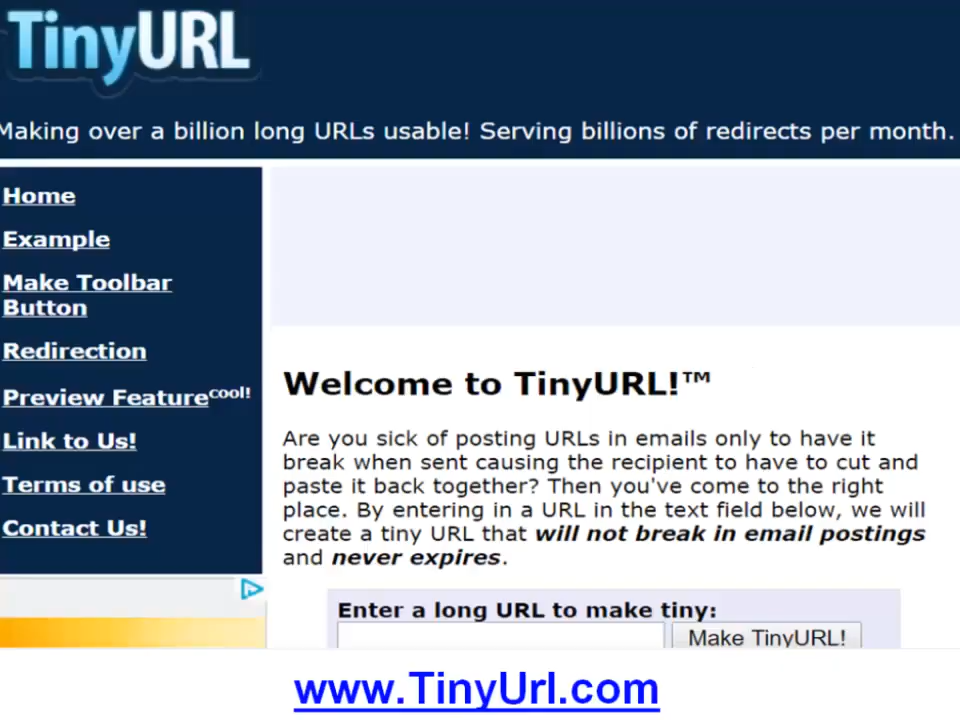 TinyURL
Making over a billion long URLs usable! Serving billions of redirects per month.
Home
Example
Make Toolbar
Button
Redirection
Preview Feature cool!
Link to Us!
Terms of use
Contact Us!
Welcome to TinyURL!™
Are you sick of posting URLs in emails only to have it
break when sent causing the recipient to have to cut and
paste it back together? Then you've come to the right
place. By entering in a URL in the text field below, we will
create a tiny URL that will not break in email postings
and never expires.
Enter a long URL to make tiny:
Make TinyURL!
www.TinyUrl.com